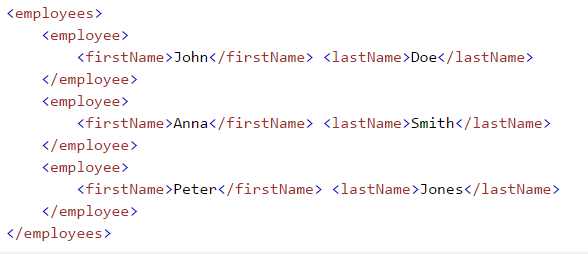 <employees>
    <employee>
        <firstName>John</firstName> <lastName>Doe</lastName>
    </employee>
    <employee>
        <firstName>Anna</firstName> <lastName>Smith</lastName>
    </employee>
    <employee>
        <firstName>Peter</firstName> <lastName>Jones</lastName>
    </employee>
</employees>